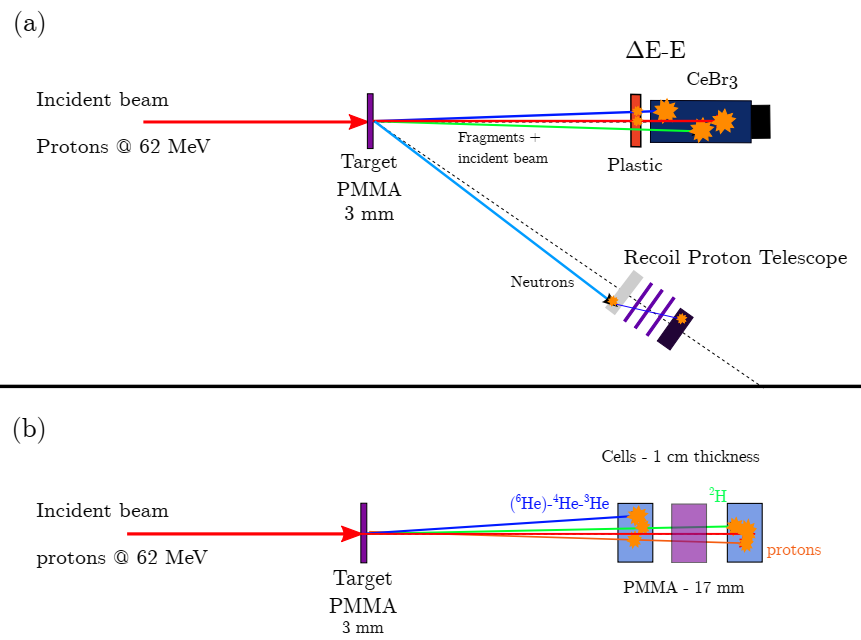 (a)
ΔE-E
CeBr₃
Incident beam
Protons @ 62 MeV
Fragments +
incident beam
Target
PMMA
3 mm
Plastic
Recoil Proton Telescope
Neutrons
(b)
Cells - 1 cm thickness
(⁶He)-⁴He-³He
²H
Incident beam
protons @ 62 MeV
protons
Target
PMMA
3 mm
PMMA - 17 mm